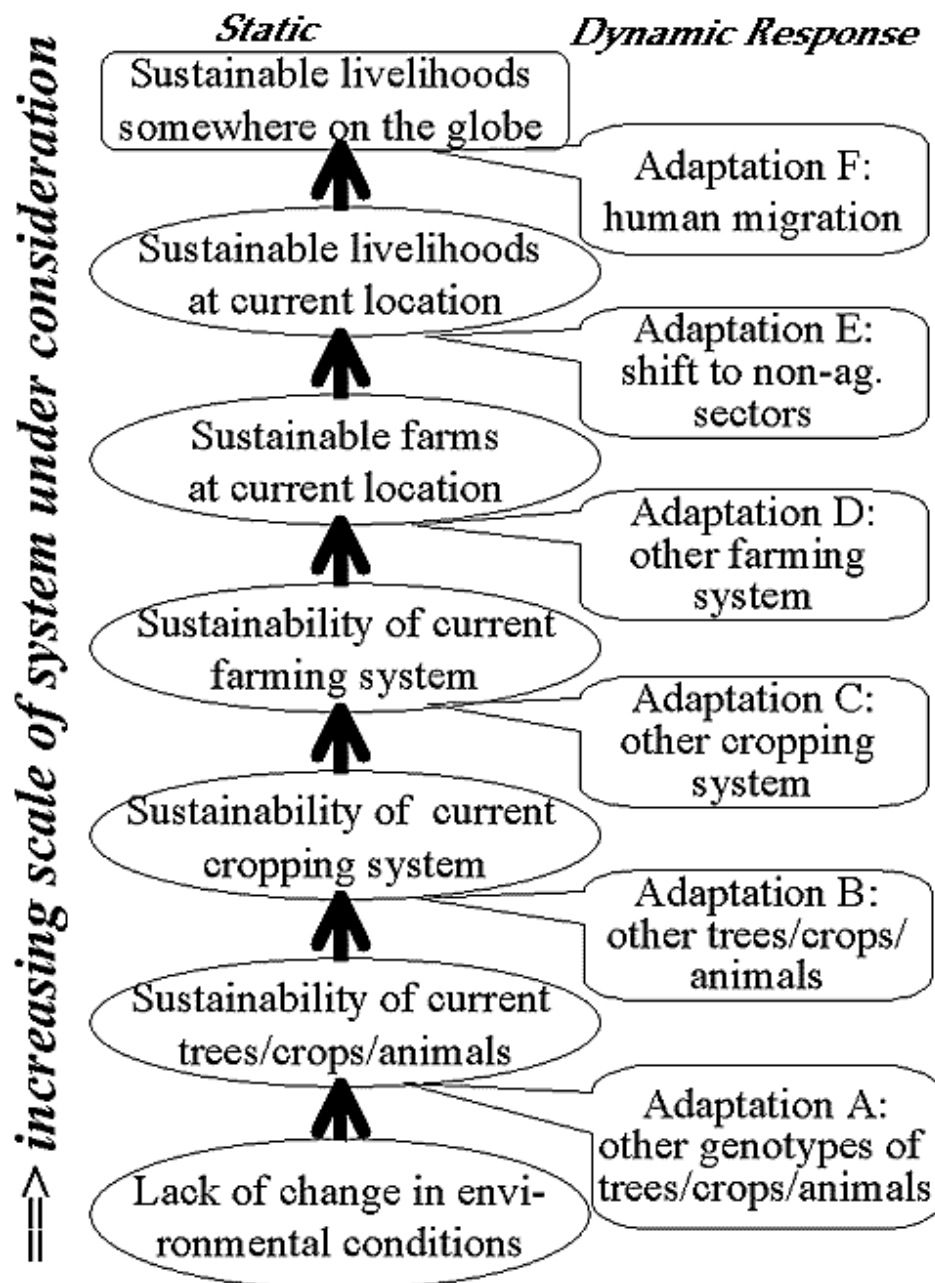 Static
Dynamic Response
==> increasing scale of system under consideration
Sustainable livelihoods
somewhere on the globe
Adaptation F:
human migration
Sustainable livelihoods
at current location
Adaptation E:
shift to non-ag.
sectors
Sustainable farms
at current location
Adaptation D:
other farming
system
Sustainability of current
farming system
Adaptation C:
other cropping
system
Sustainability of current
cropping system
Adaptation B:
other trees/crops/
animals
Sustainability of current
trees/crops/animals
Adaptation A:
other genotypes of
trees/crops/animals
Lack of change in envi-
ronmental conditions